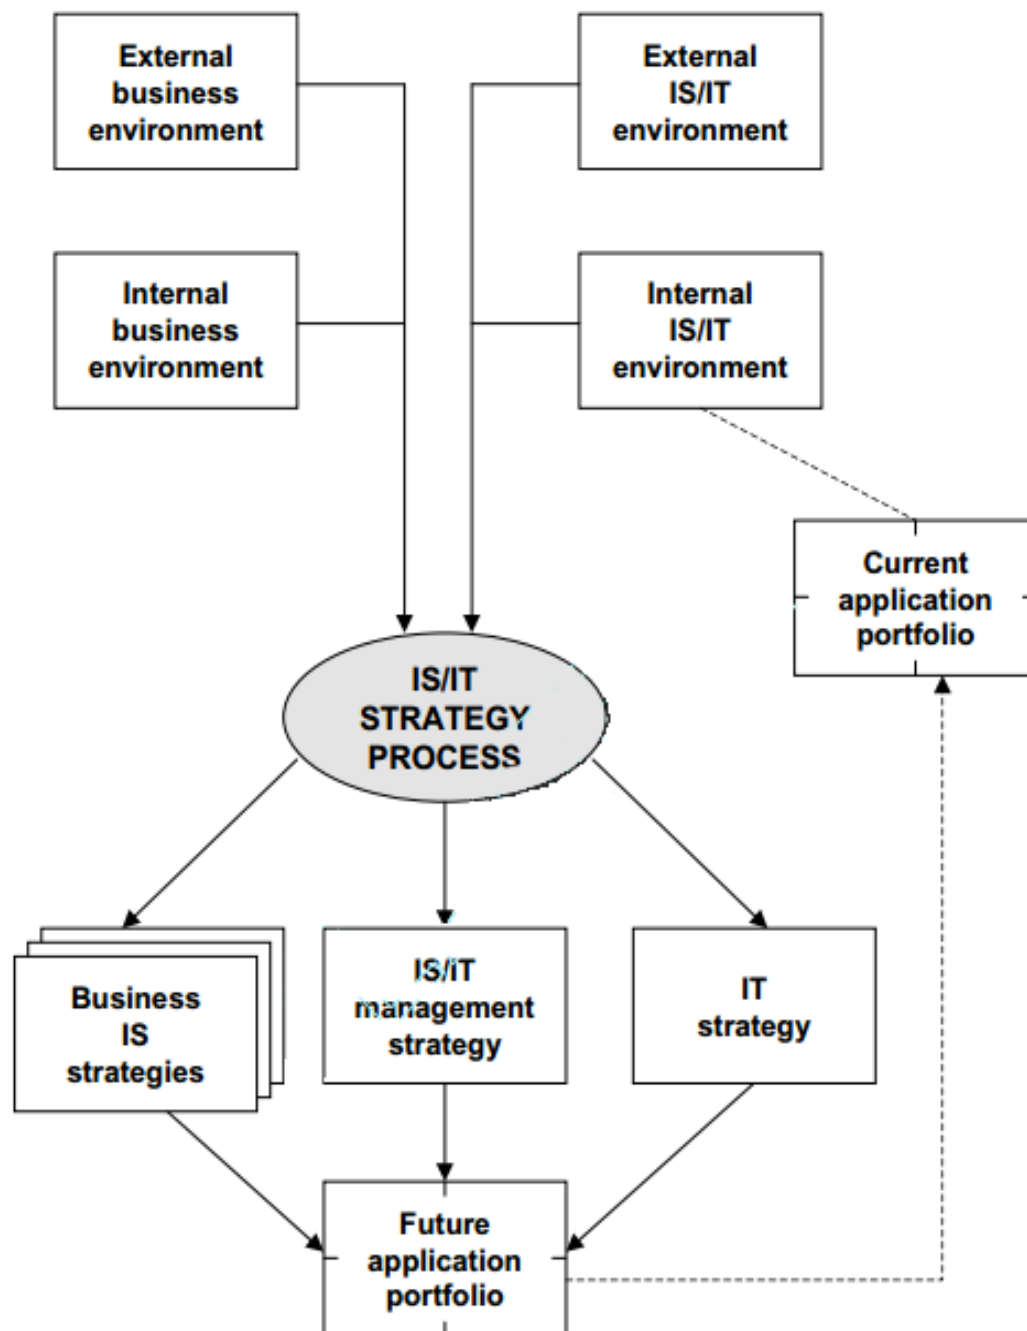 External
business
environment
External
IS/IT
environment
Internal
business
environment
Internal
IS/IT
environment
Current
application
portfolio
IS/IT
STRATEGY
PROCESS
Business
IS
strategies
IS/IT
management
strategy
IT
strategy
Future
application
portfolio